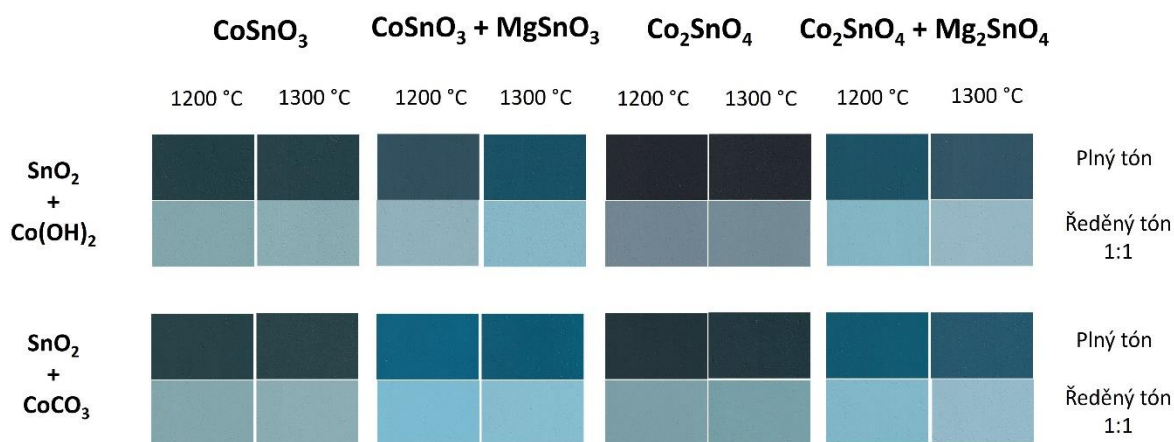 CoSnO₃ CoSnO₃ + MgSnO₃ Co₂SnO₄ Co₂SnO₄ + Mg₂SnO₄
1200 °C 1300 °C 1200 °C 1300 °C 1200 °C 1300 °C 1200 °C 1300 °C
SnO₂
+
Co(OH)₂
Plný tón
Ředěný tón
1:1
SnO₂
+
CoCO₃
Plný tón
Ředěný tón
1:1